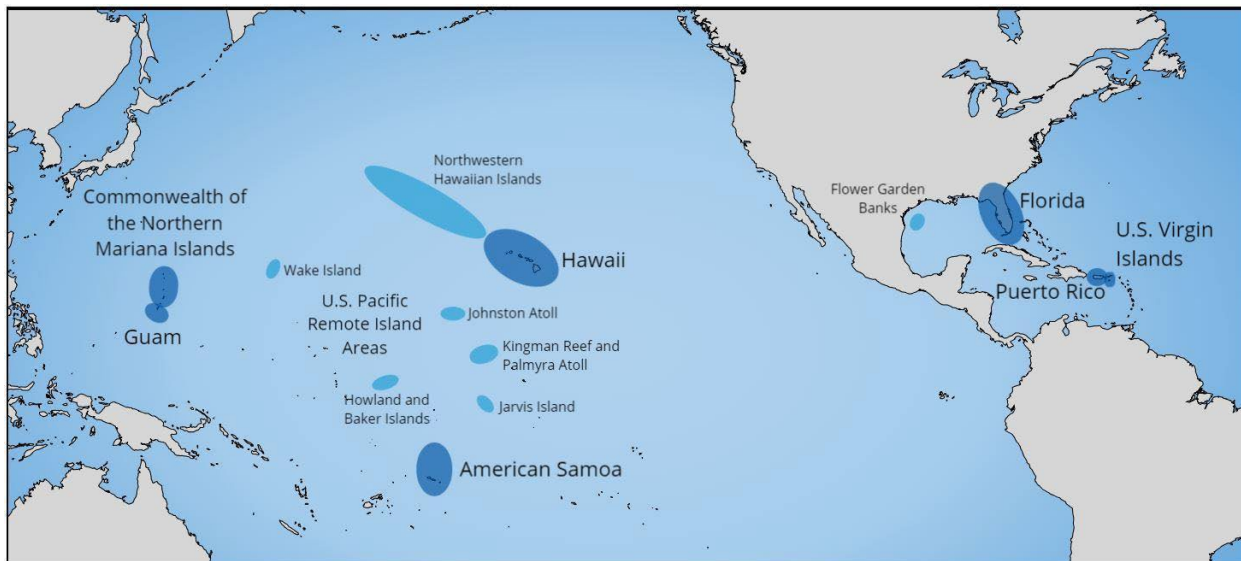 Northwestern
Hawaiian Islands
Commonwealth of
the Northern
Mariana Islands
Flower Garden
Banks
Florida
U.S. Virgin
Islands
Hawaii
Wake Island
Puerto Rico
U.S. Pacific
Remote Island
Areas
Johnston Atoll
Guam
Kingman Reef and
Palmyra Atoll
Howland and
Baker Islands
Jarvis Island
American Samoa